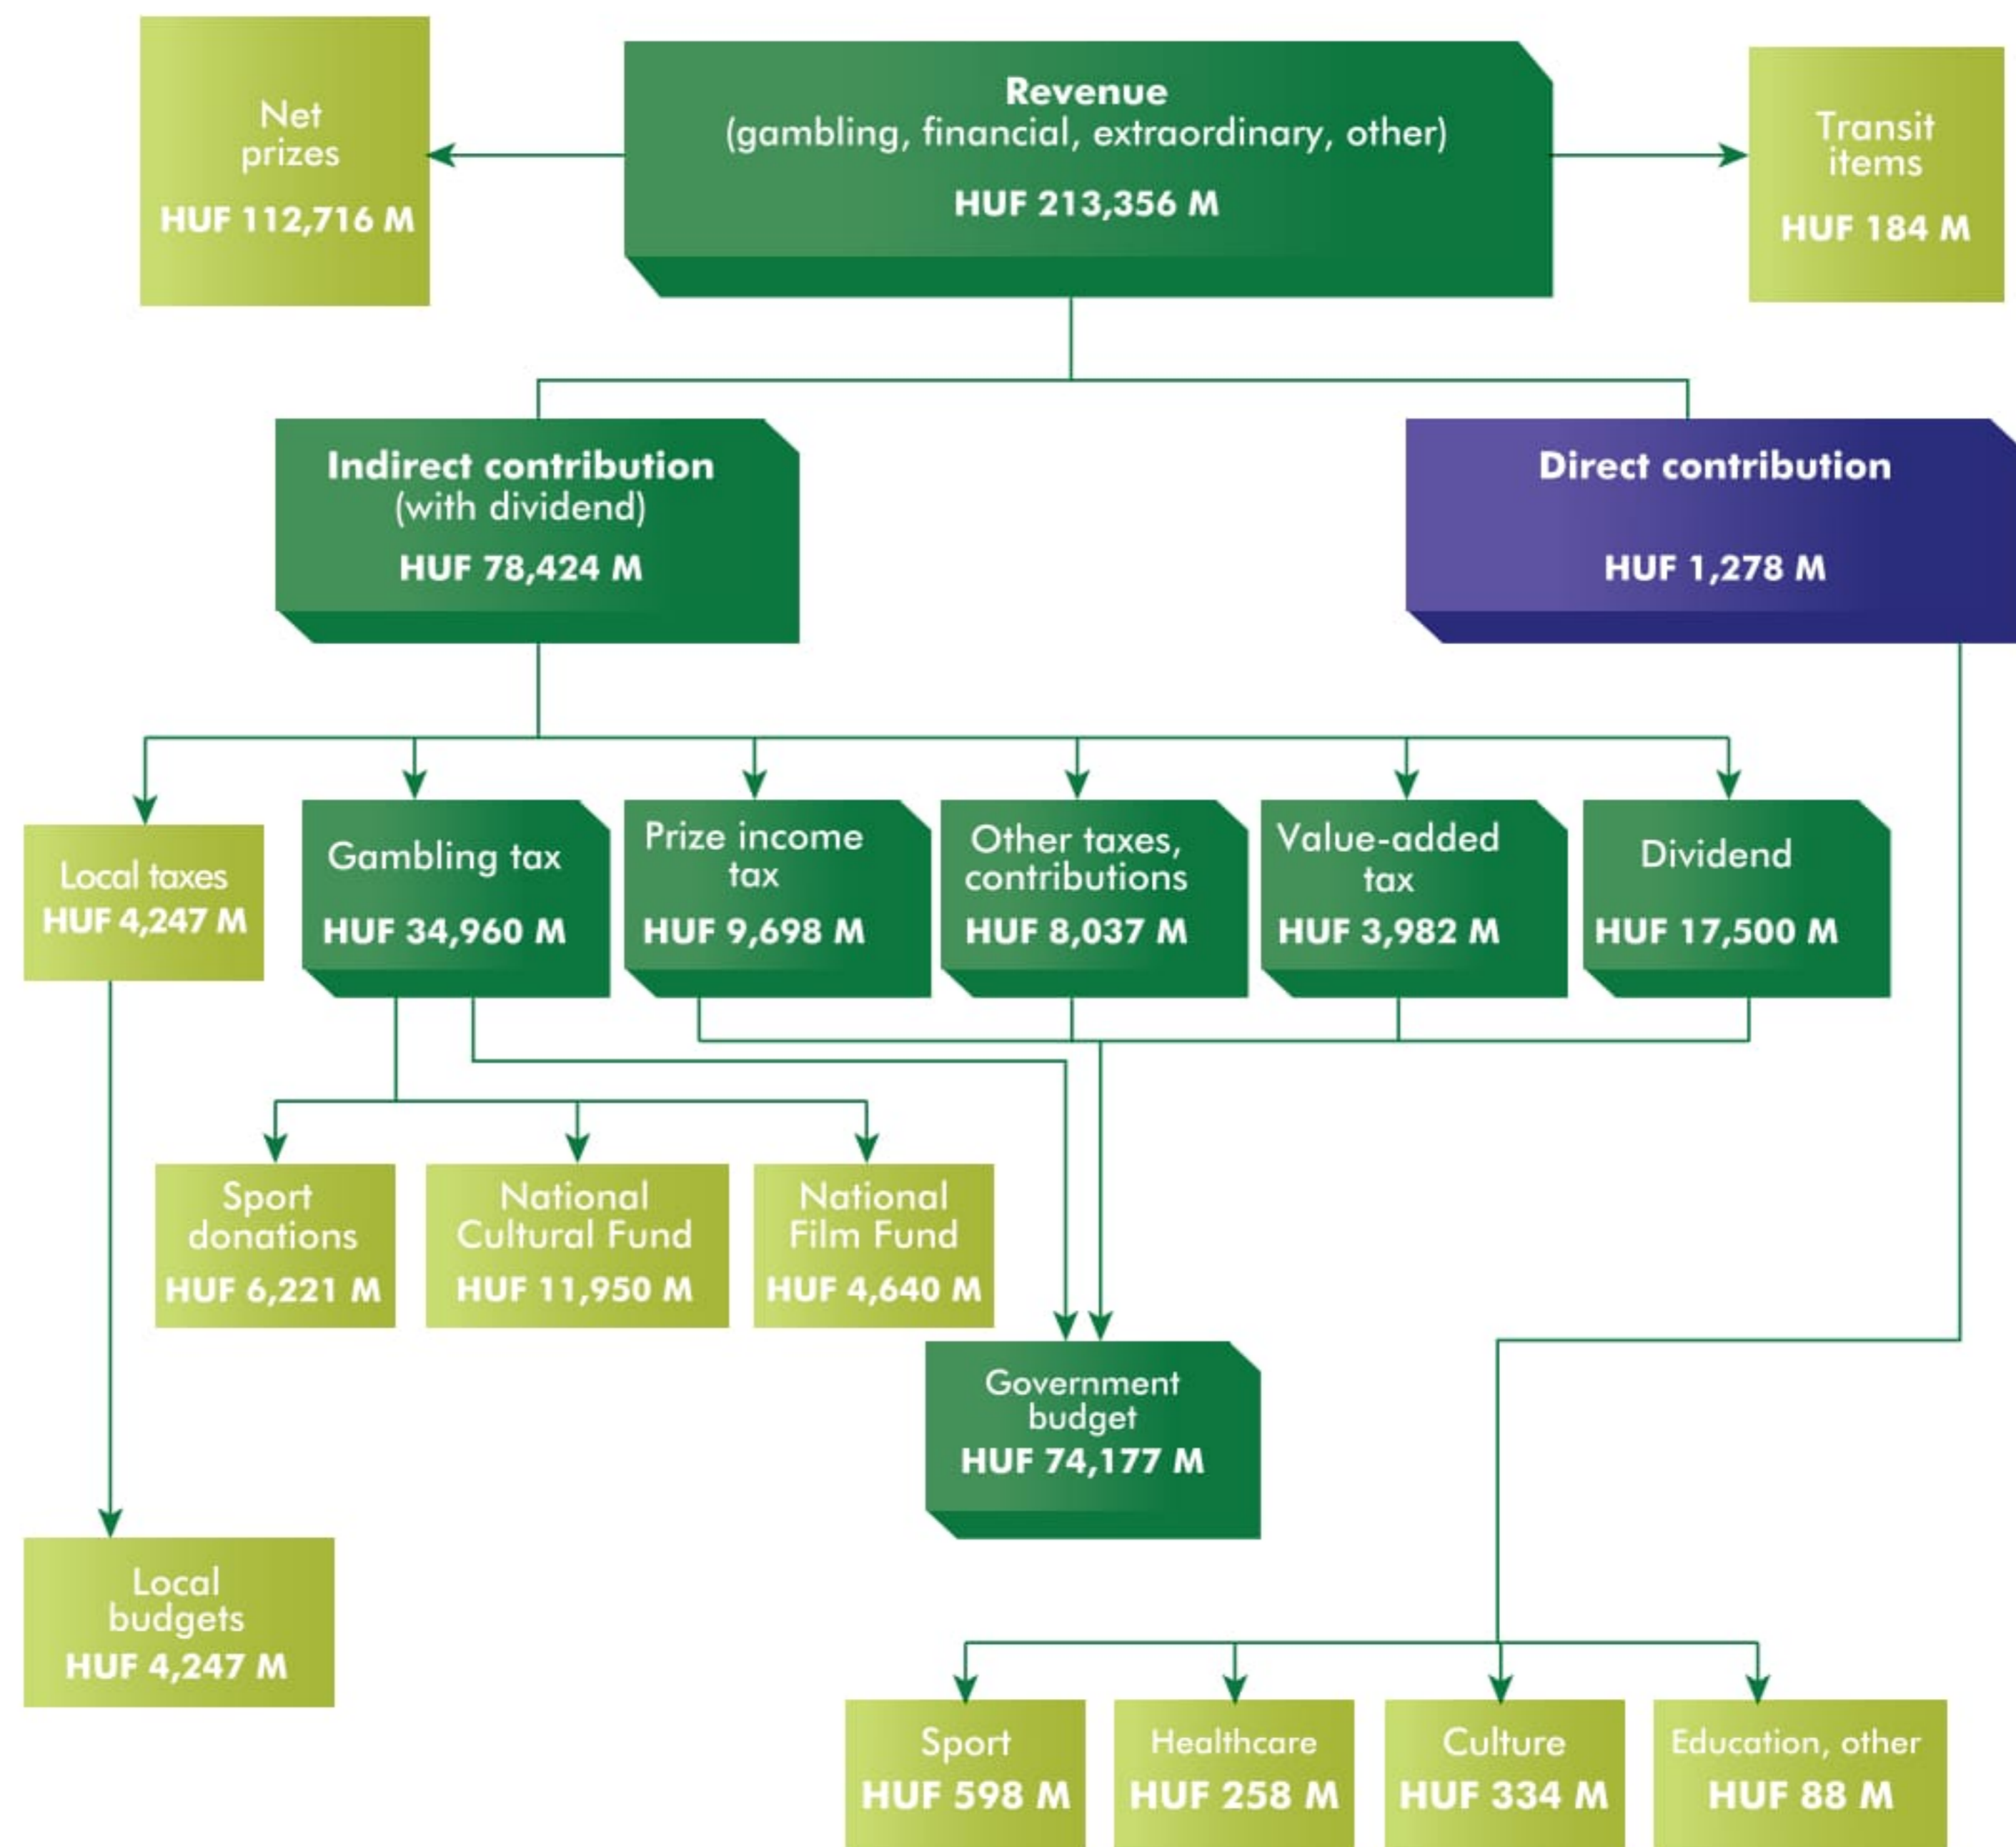 Net
prizes
HUF 112,716 M
Revenue
(gambling, financial, extraordinary, other)
HUF 213,356 M
Transit
items
HUF 184 M
Indirect contribution
(with dividend)
HUF 78,424 M
Direct contribution
HUF 1,278 M
Local taxes
HUF 4,247 M
Gambling tax
HUF 34,960 M
Prize income
tax
HUF 9,698 M
Other taxes,
contributions
HUF 8,037 M
Value-added
tax
HUF 3,982 M
Dividend
HUF 17,500 M
Sport
donations
HUF 6,221 M
National
Cultural Fund
HUF 11,950 M
National
Film Fund
HUF 4,640 M
Government
budget
HUF 74,177 M
Local
budgets
HUF 4,247 M
Sport
HUF 598 M
Healthcare
HUF 258 M
Culture
HUF 334 M
Education, other
HUF 88 M